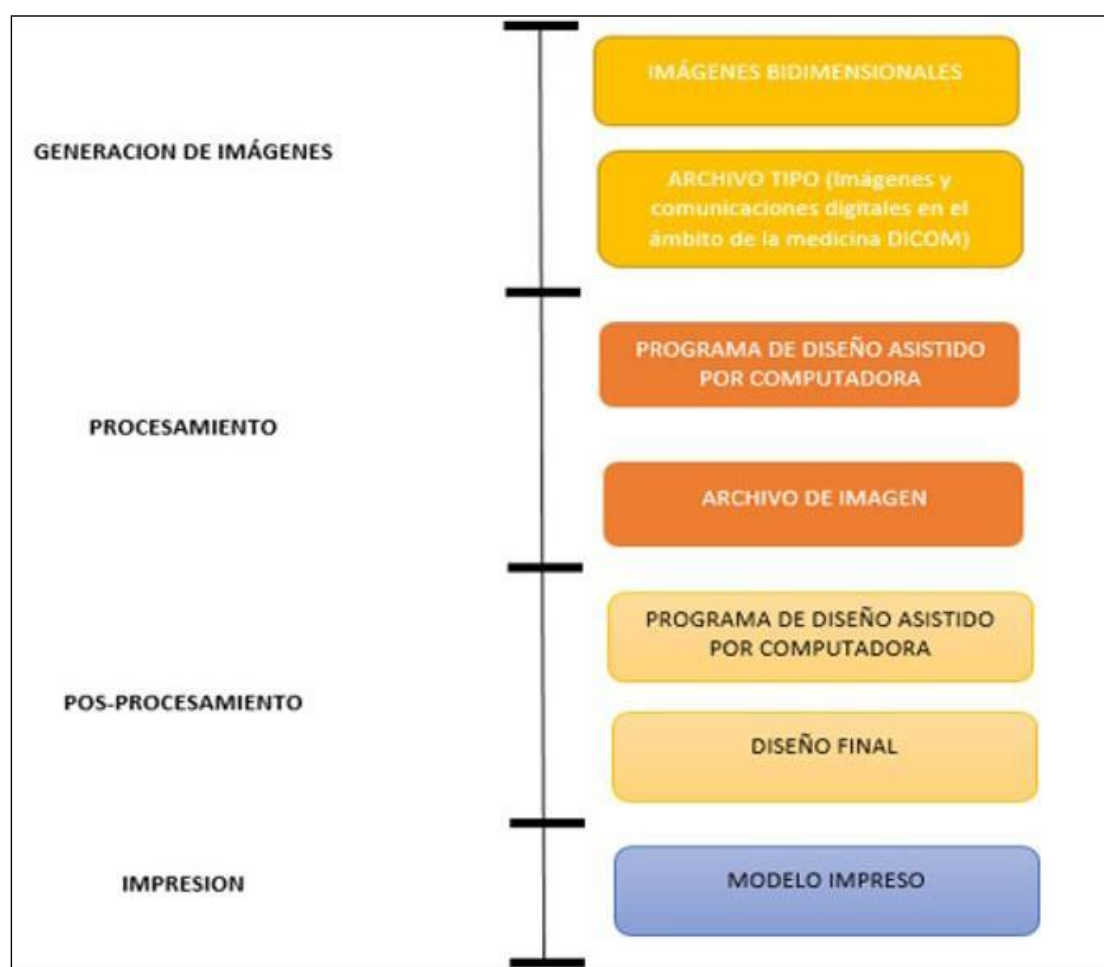 GENERACION DE IMÁGENES
IMÁGENES BIDIMENSIONALES
ARCHIVO TIPO (Imágenes y
comunicaciones digitales en el
ámbito de la medicina DICOM)
PROCESAMIENTO
PROGRAMA DE DISEÑO ASISTIDO
POR COMPUTADORA
ARCHIVO DE IMAGEN
POS-PROCESAMIENTO
PROGRAMA DE DISEÑO ASISTIDO
POR COMPUTADORA
DISEÑO FINAL
IMPRESION
MODELO IMPRESO